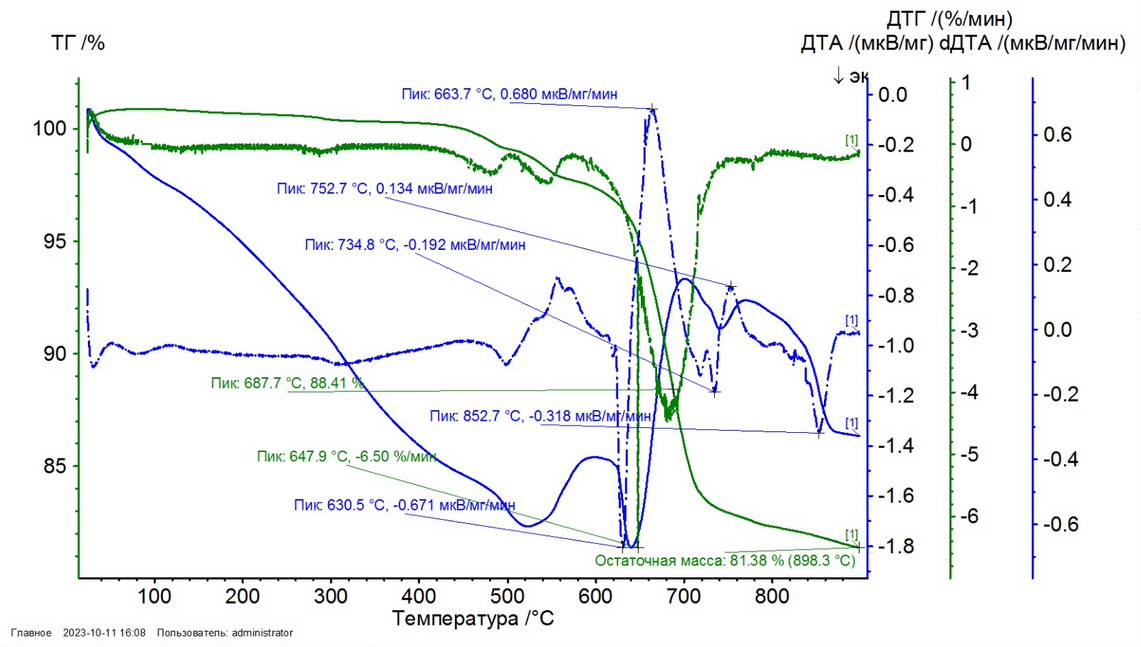 ДТГ /(%/мин)
ТГ /%
ДТА /(мкВ/мг) dДТА /(мкВ/мг/мин)
↓ эк
Пик: 663.7 °C, 0.680 мкВ/мг/мин
0.0
1
100
[1]
-0.2
0
0.6
Пик: 752.7 °C, 0.134 мкВ/мг/мин
-0.4
-1
0.4
95
Пик: 734.8 °C, -0.192 мкВ/мг/мин
-0.6
-0.8
-2
0.2
90
[1]
-1.0
-3
0.0
Пик: 687.7 °C, 88.41 %
-1.2
-4
-0.2
Пик: 852.7 °C, -0.318 мкВ/мг/мин
[1]
-1.4
85
Пик: 647.9 °C, -6.50 %/мин
-5
-0.4
Пик: 630.5 °C, -0.671 мкВ/мг/мин
-1.6
-6
-0.6
[1]
-1.8
Остаточная масса: 81.38 % (898.3 °C)
100 200 300 400 500 600 700 800
Температура /°C
Главное 2023-10-11 16:08 Пользователь: administrator